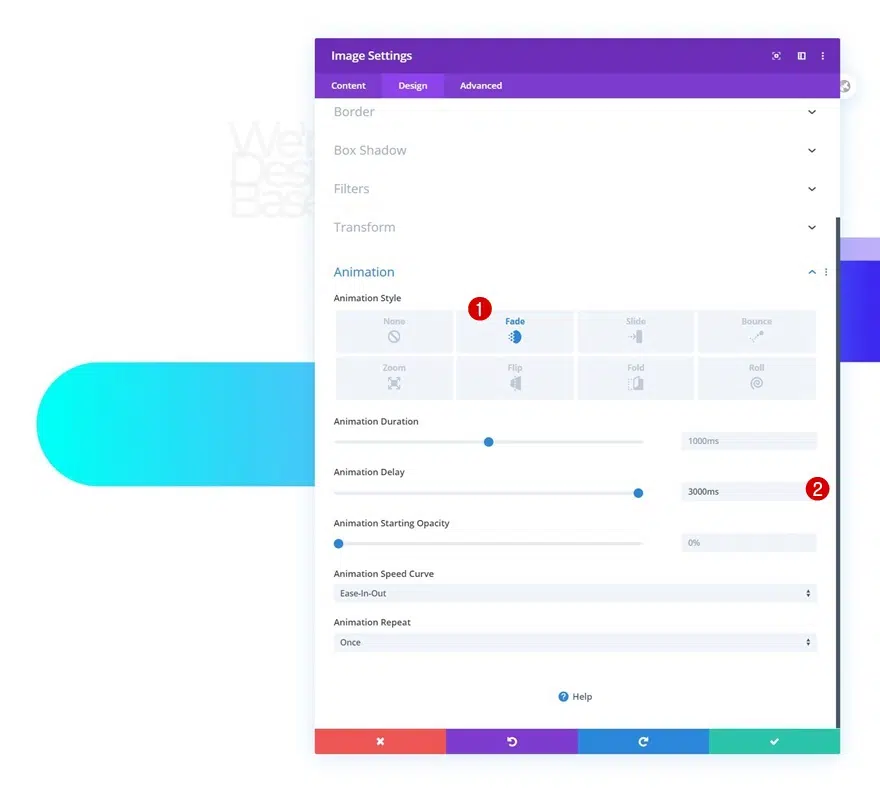 Image Settings
Content Design Advanced
Border
Box Shadow
Filters
Transform
Animation
Animation Style
1
None Fade Slide Bounce
Zoom Flip Fold Roll
Animation Duration
1000ms
Animation Delay
3000ms 2
Animation Starting Opacity
0%
Animation Speed Curve
Ease-In-Out
Animation Repeat
Once
Help